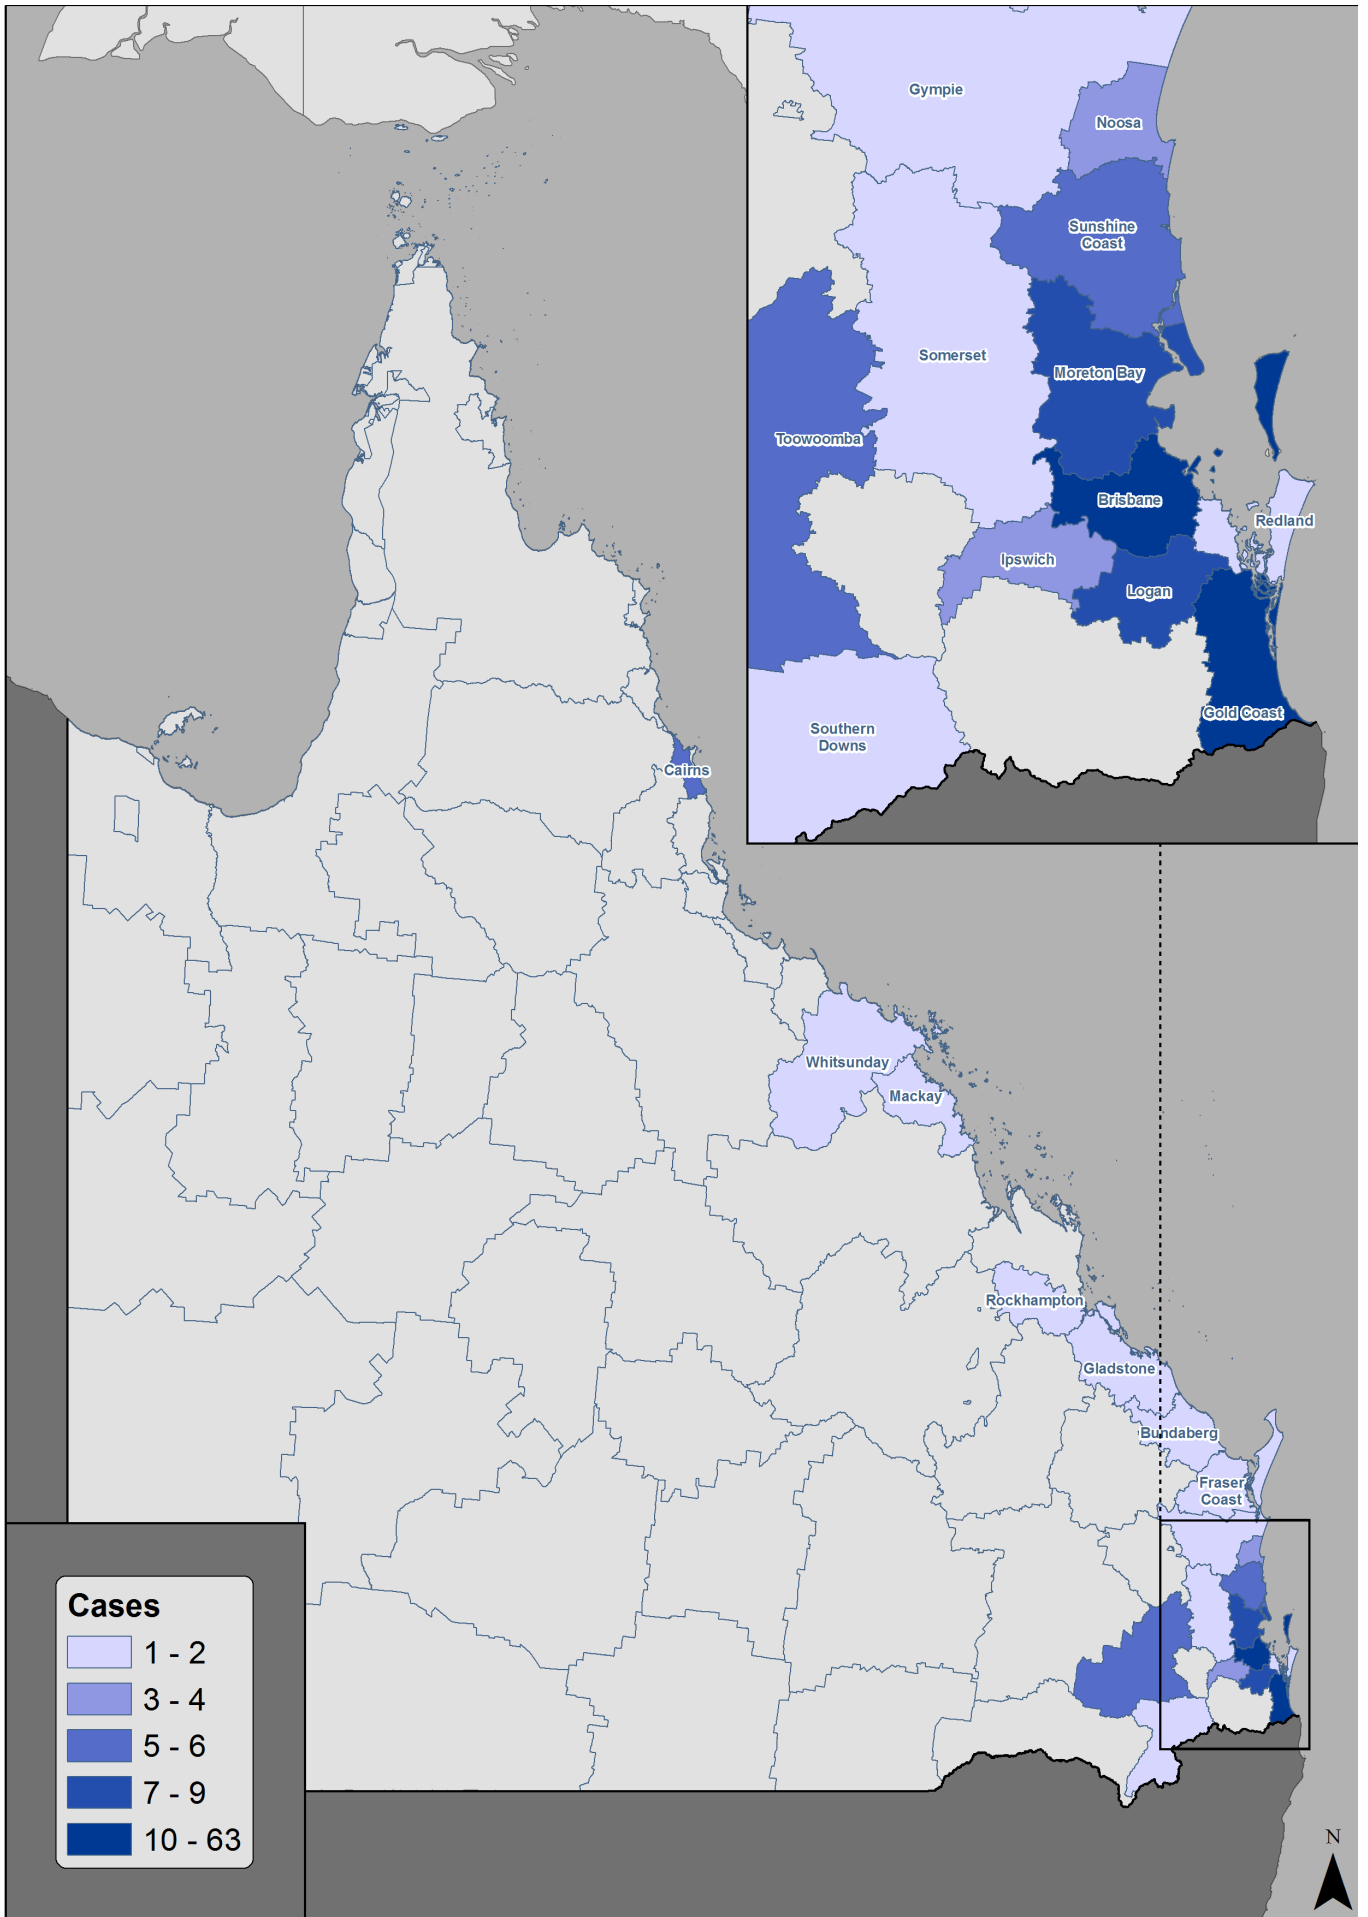 Gympie
Noosa
Sunshine
Coast
Somerset
Moreton Bay
Toowoomba
Brisbane
Redland
Ipswich
Logan
Gold Coast
Southern
Downs
Cairns
Whitsunday
Mackay
Rockhampton
Gladstone
Bundaberg
Fraser
Coast
Cases
1 - 2
3 - 4
5 - 6
7 - 9
10 - 63
N